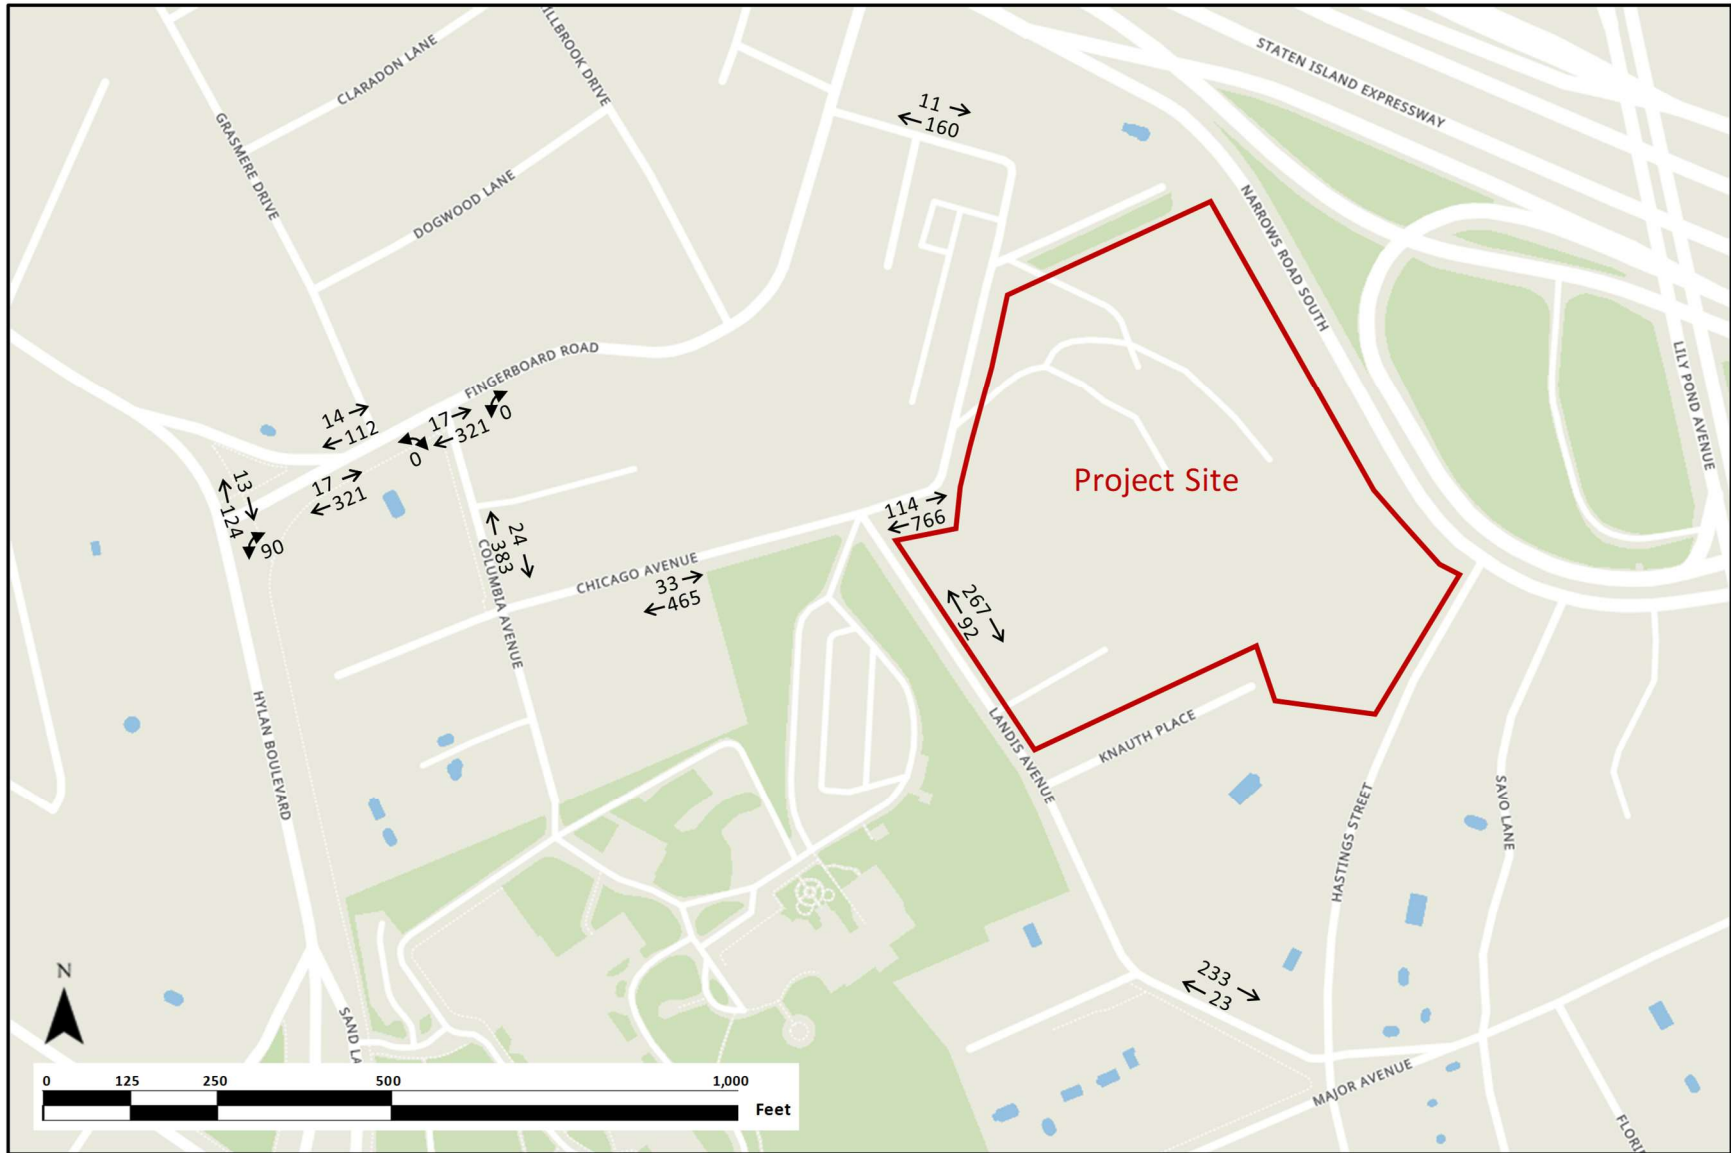 STATEN ISLAND EXPRESSWAY
CLARADON LANE
ILLBROOK DRIVE
11
160
GRASMERE DRIVE
DOGWOOD LANE
NARROWS ROAD SOUTH
LILY POND AVENUE
FINGERBOARD ROAD
14
112
17
321
0
0
17
321
13
124
90
Project Site
114
766
24
383
COLUMBIA AVENUE
CHICAGO AVENUE
33
465
267
92
HYLAN BOULEVARD
LANDIS AVENUE
KNAUTH PLACE
HASTINGS STREET
SAVO LANE
233
23
N
SAND LA
MAJOR AVENUE
FLORI
0 125 250 500 1,000
Feet